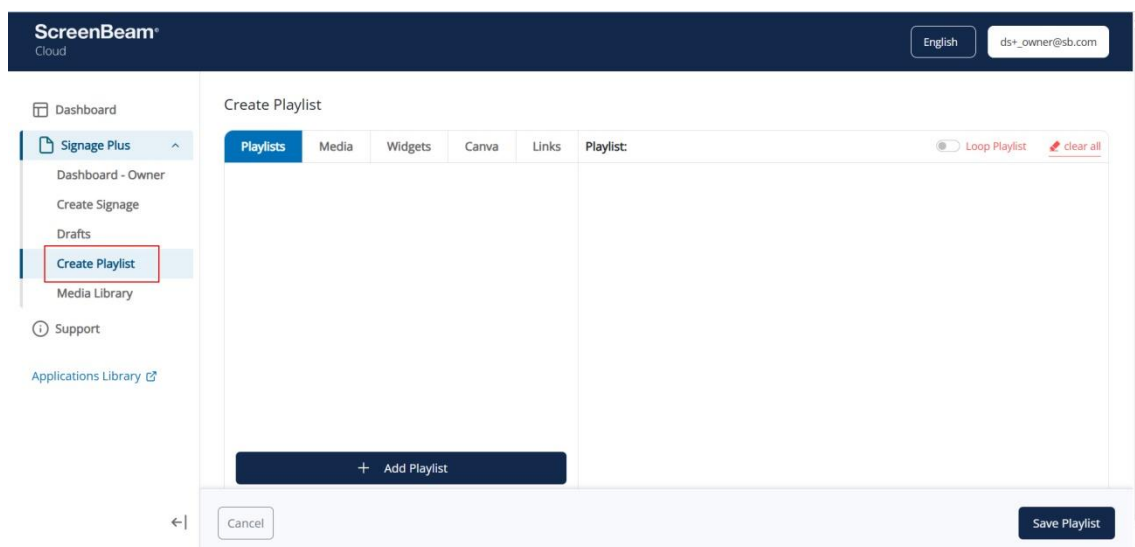 ScreenBeam®
Cloud
English
ds+_owner@sb.com
Dashboard
Signage Plus
Dashboard - Owner
Create Signage
Drafts
Create Playlist
Media Library
Support
Applications Library
Create Playlist
Playlists Media Widgets Canva Links
Playlist:
Loop Playlist
clear all
+ Add Playlist
Cancel
Save Playlist